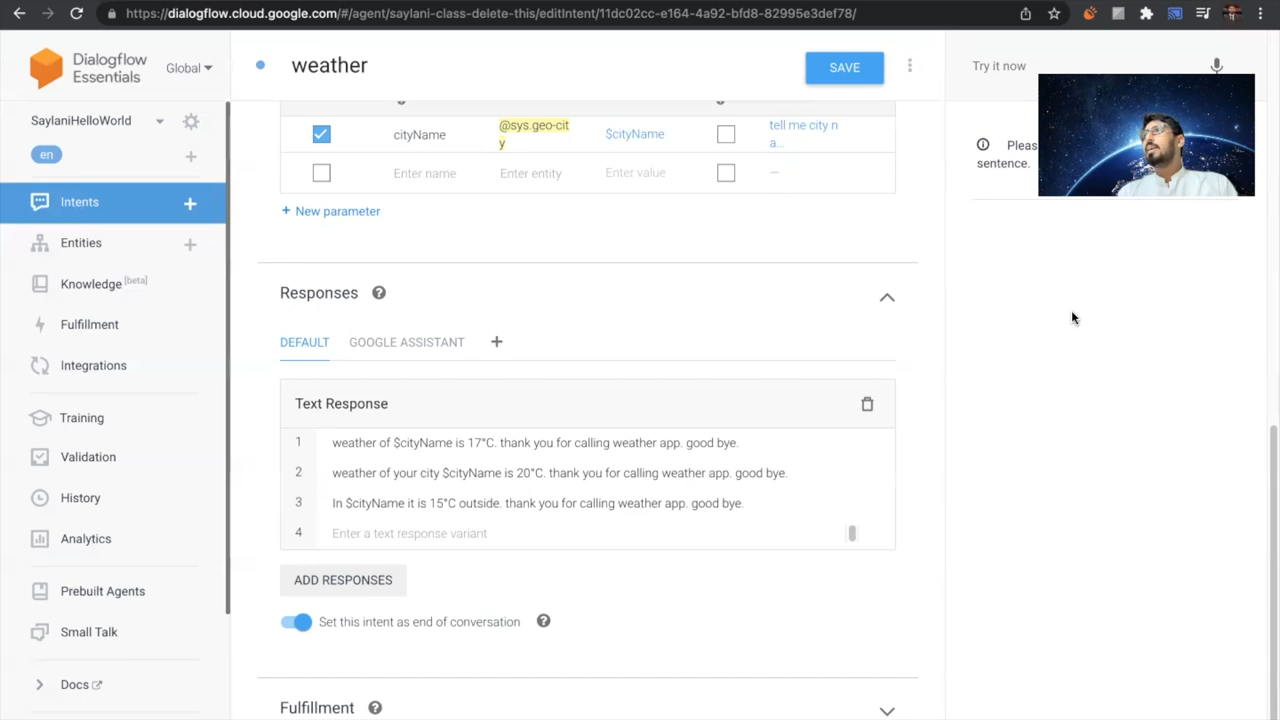 https://dialogflow.cloud.google.com/#/agent/saylani-class-delete-this/editIntent/11dc02cc-e164-4a92-bfd8-82995e3def78/
Dialogflow
Essentials
Global
weather
SAVE
Try it now
SaylaniHelloWorld
en
Intents
Entities
Knowledge [beta]
Fulfillment
Integrations
Training
Validation
History
Analytics
Prebuilt Agents
Small Talk
Docs
cityName @sys.geo-cit $cityName tell me city n
y a...
Enter name Enter entity Enter value —
+ New parameter
Responses
DEFAULT GOOGLE ASSISTANT
Text Response
1 weather of $cityName is 17°C. thank you for calling weather app. good bye.
2 weather of your city $cityName is 20°C. thank you for calling weather app. good bye.
3 In $cityName it is 15°C outside. thank you for calling weather app. good bye.
4 Enter a text response variant
ADD RESPONSES
Set this intent as end of conversation
Fulfillment
sentence.